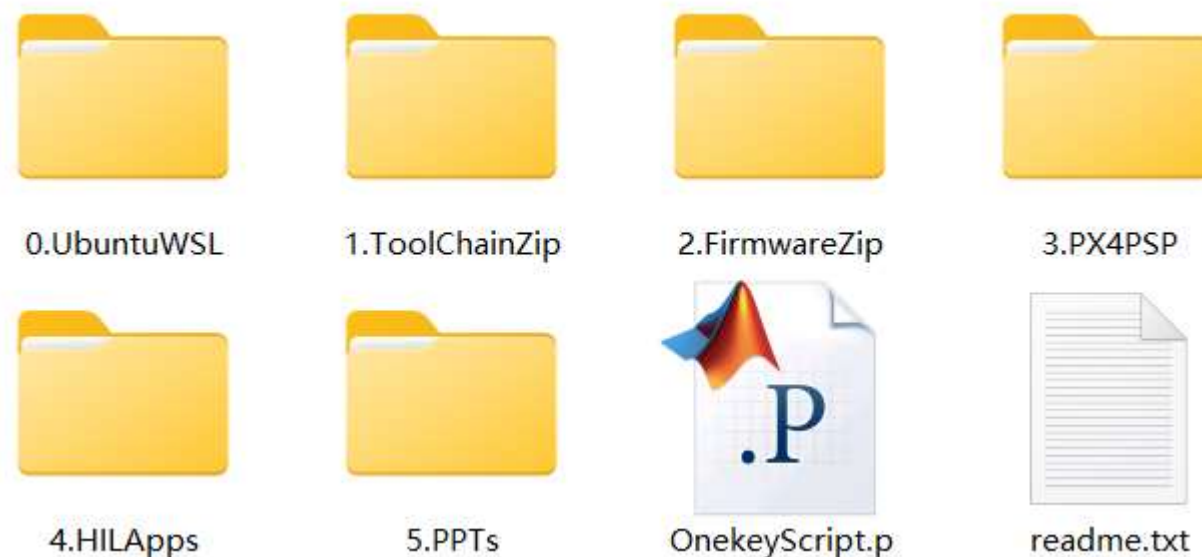 0.UbuntuWSL
1.ToolChainZip
2.FirmwareZip
3.PX4PSP
4.HILApps
5.PPTs
.P
OnekeyScript.p
readme.txt